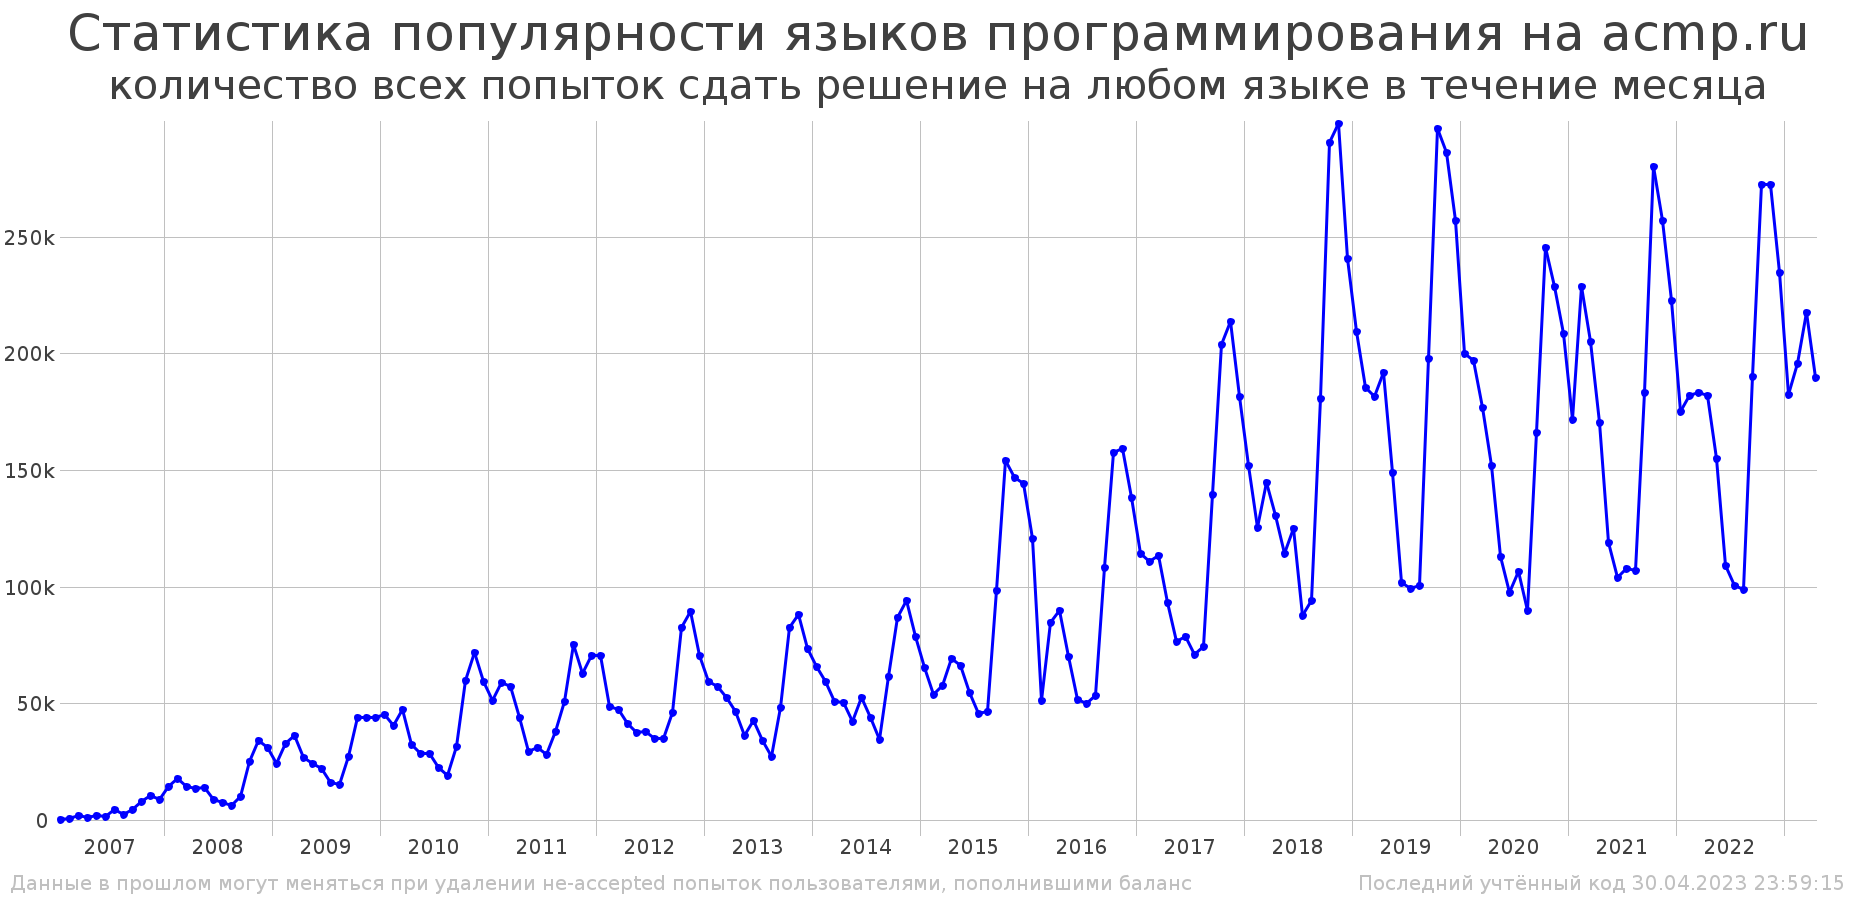 Статистика популярности языков программирования на acmp.ru
количество всех попыток сдать решение на любом языке в течение месяца
250k
200k
150k
100k
50k
0
2007 2008 2009 2010 2011 2012 2013 2014 2015 2016 2017 2018 2019 2020 2021 2022
Данные в прошлом могут меняться при удалении не-accepted попыток пользователями, пополнившими баланс
Последний учтённый код 30.04.2023 23:59:15